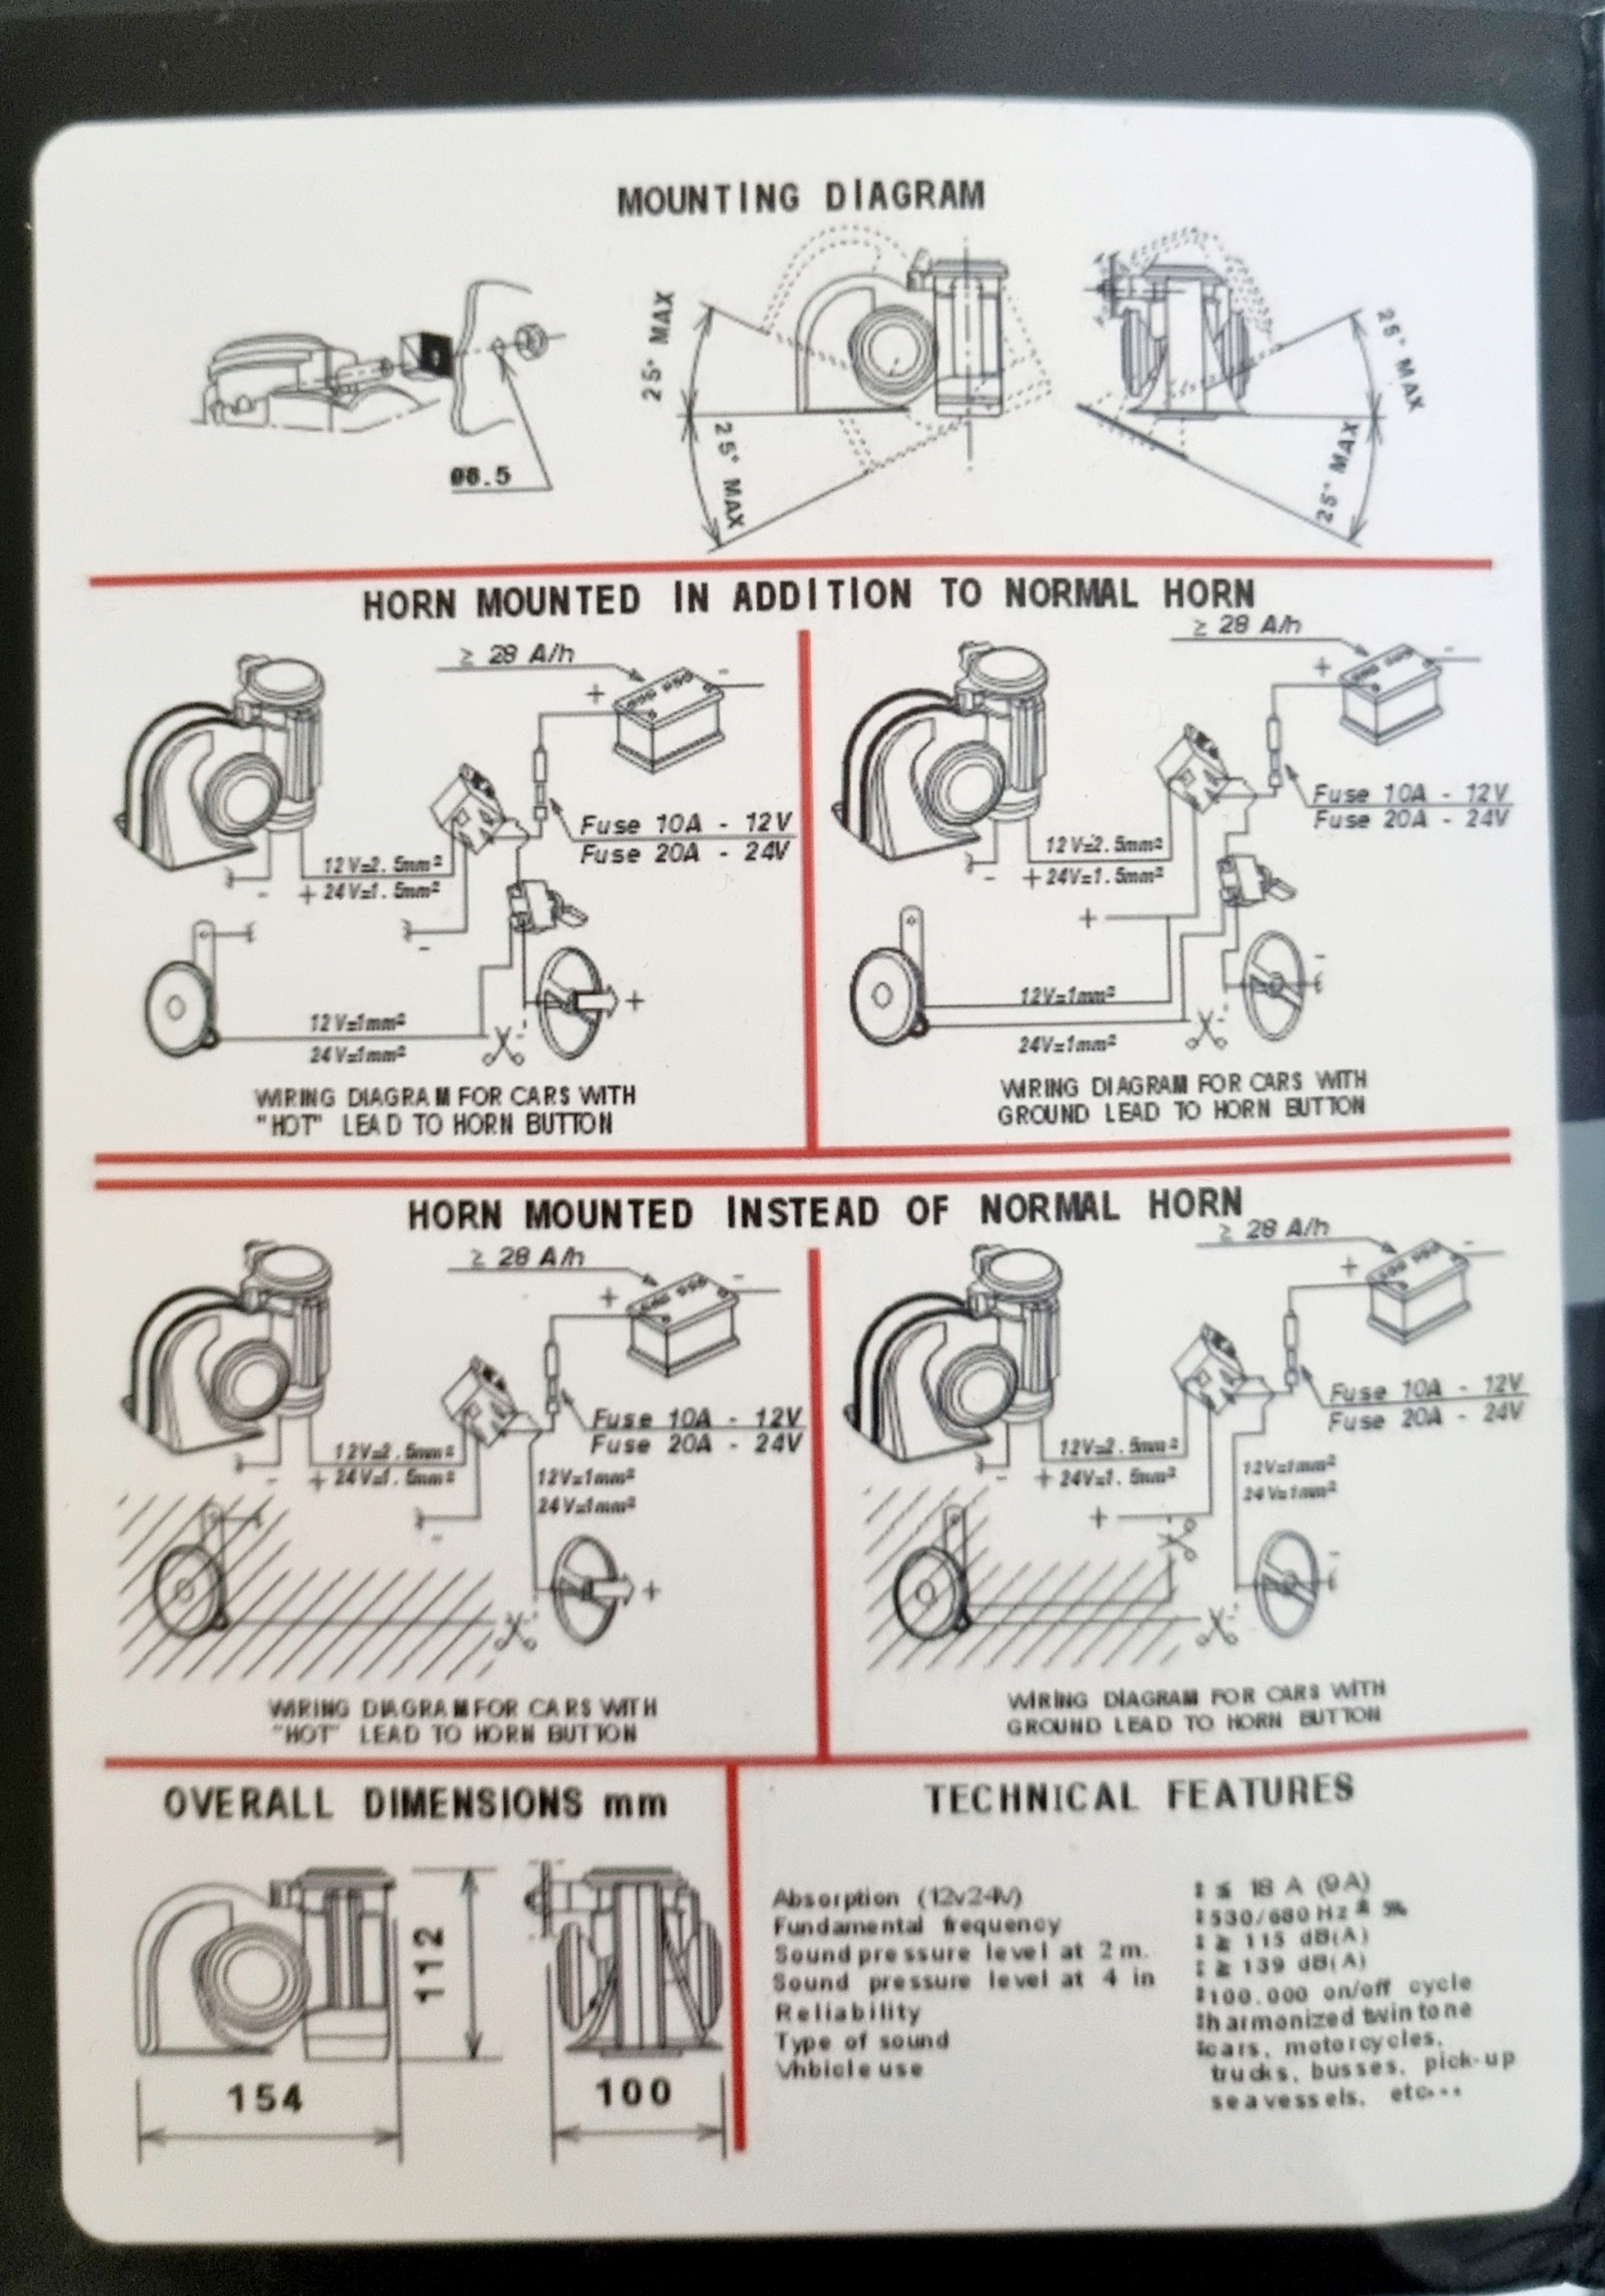 MOUNTING DIAGRAM
25° MAX
25° MAX
25° MAX
25° MAX
Ø6.5
HORN MOUNTED IN ADDITION TO NORMAL HORN
≥ 28 A/h
+
-
Fuse 10A - 12V
Fuse 20A - 24V
12V=2.5mm²
- + 24V=1.5mm²
-
+
12V=1mm²
24V=1mm²
WIRING DIAGRAM FOR CARS WITH
"HOT" LEAD TO HORN BUTTON
≥ 28 A/h
+
-
Fuse 10A - 12V
Fuse 20A - 24V
12V=2.5mm²
- + 24V=1.5mm²
+
-
12V=1mm²
24V=1mm²
WIRING DIAGRAM FOR CARS WITH
GROUND LEAD TO HORN BUTTON
HORN MOUNTED INSTEAD OF NORMAL HORN
≥ 28 A/h
+
-
Fuse 10A - 12V
Fuse 20A - 24V
12V=2.5mm²
- + 24V=1.5mm²
12V=1mm²
24V=1mm²
-
+
WIRING DIAGRAM FOR CARS WITH
"HOT" LEAD TO HORN BUTTON
≥ 28 A/h
+
-
Fuse 10A - 12V
Fuse 20A - 24V
12V=2.5mm²
- + 24V=1.5mm²
12V=1mm²
24V=1mm²
+
-
WIRING DIAGRAM FOR CARS WITH
GROUND LEAD TO HORN BUTTON
OVERALL DIMENSIONS mm
112
154
100
TECHNICAL FEATURES
Absorption (12v24v) : ≤ 18 A (9A)
Fundamental frequency : 530/680 Hz ± 5%
Sound pressure level at 2 m. : ≥ 115 dB(A)
Sound pressure level at 4 in : ≥ 139 dB(A)
Reliability : 100.000 on/off cycle
Type of sound : harmonized twin tone
Vhbicle use : cars, motorcycles,
trucks, busses, pick-up
seavessels, etc...